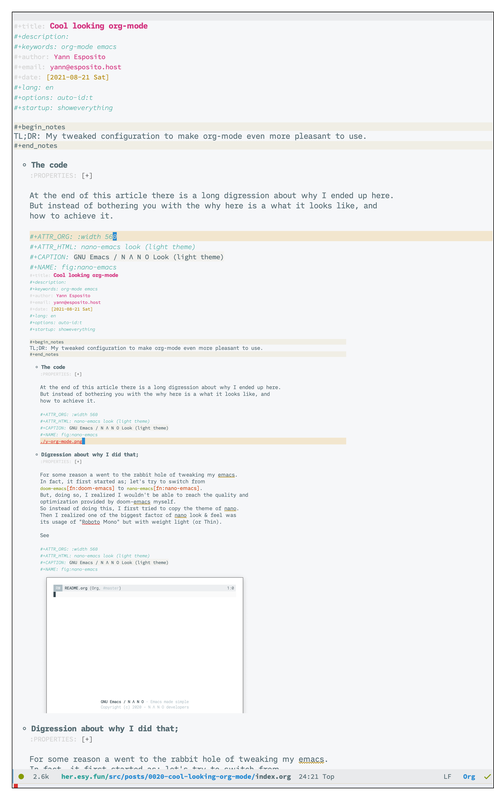 #+title: Cool looking org-mode
#+description:
#+keywords: org-mode emacs
#+author: Yann Esposito
#+email: yann@esposito.host
#+date: [2021-08-21 Sat]
#+lang: en
#+options: auto-id:t
#+startup: showeverything
#+begin_notes
TL;DR: My tweaked configuration to make org-mode even more pleasant to use.
#+end_notes
The code
:PROPERTIES: [+]
At the end of this article there is a long digression about why I ended up here.
But instead of bothering you with the why here is a what it looks like, and
how to achieve it.
#+ATTR_ORG: :width 560
#+ATTR_HTML: nano-emacs look (light theme)
#+CAPTION: GNU Emacs / N Λ N O Look (light theme)
#+NAME: fig:nano-emacs
#+title: Cool looking org-mode
#+description:
#+keywords: org-mode emacs
#+author: Yann Esposito
#+email: yann@esposito.host
#+date: [2021-08-21 Sat]
#+lang: en
#+options: auto-id:t
#+startup: showeverything
#+begin_notes
TL;DR: My tweaked configuration to make org-mode even more pleasant to use.
#+end_notes
The code
:PROPERTIES: [+]
At the end of this article there is a long digression about why I ended up here.
But instead of bothering you with the why here is a what it looks like, and
how to achieve it.
#+ATTR_ORG: :width 560
#+ATTR_HTML: nano-emacs look (light theme)
#+CAPTION: GNU Emacs / N Λ N O Look (light theme)
#+NAME: fig:nano-emacs
Digression about why I did that;
:PROPERTIES: [+]
For some reason a went to the rabbit hole of tweaking my emacs.
In fact, it first started as; let's try to switch from
doom-emacs[fn:doom-emacs] to nano-emacs[fn:nano-emacs].
But, doing so, I realized I wouldn't be able to reach the quality and
optimization provided by doom-emacs myself.
So instead of doing this, I first tried to copy the theme of nano.
Then I realized one of the biggest factor of nano look & feel was
its usage of "Roboto Mono" but with weight light (or Thin).
See
#+ATTR_ORG: :width 560
#+ATTR_HTML: nano-emacs look (light theme)
#+CAPTION: GNU Emacs / N Λ N O Look (light theme)
#+NAME: fig:nano-emacs
README.org (Org, 1:0
GNU Emacs / N Λ N O - Emacs made simple
Copyright (c) 2020 - N Λ N O developers
Digression about why I did that;
:PROPERTIES: [+]
For some reason a went to the rabbit hole of tweaking my emacs.
In fact, it first started as; let's try to switch from
2.6k her.esy.fun/src/posts/0020-cool-looking-org-mode/index.org 24:21 Top LF Org